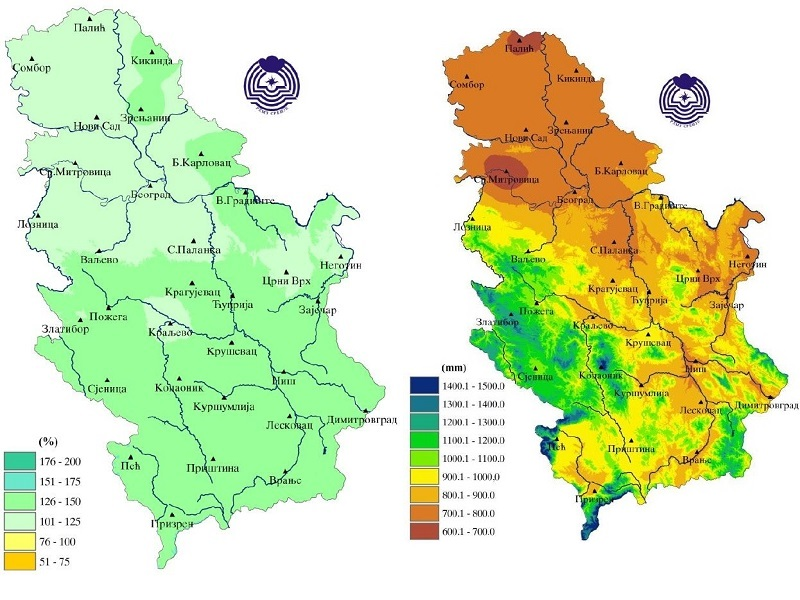 Палић
Сомбор
Кикинда
Нови Сад
Зрењанин
Ср.Митровица
Б.Карловац
Београд
В.Градиште
Лозница
Ваљево
С.Паланка
Неготин
Црни Врх
Крагујевац
Ћуприја
Зајечар
Пожега
Златибор
Краљево
Крушевац
Сјеница
Копаоник
Ниш
Куршумлија
Димитровград
Лесковац
Пећ
Приштина
Врање
Призрен
(%)
176 - 200
151 - 175
126 - 150
101 - 125
76 - 100
51 - 75
Палић
Сомбор
Кикинда
Нови Сад
Зрењанин
Ср.Митровица
Б.Карловац
Београд
В.Градиште
Лозница
Ваљево
С.Паланка
Неготин
Црни Врх
Крагујевац
Ћуприја
Зајечар
Пожега
Златибор
Краљево
Крушевац
Сјеница
Копаоник
Ниш
Куршумлија
Димитровград
Лесковац
Пећ
Приштина
Врање
Призрен
(mm)
1400.1 - 1500.0
1300.1 - 1400.0
1200.1 - 1300.0
1100.1 - 1200.0
1000.1 - 1100.0
900.1 - 1000.0
800.1 - 900.0
700.1 - 800.0
600.1 - 700.0